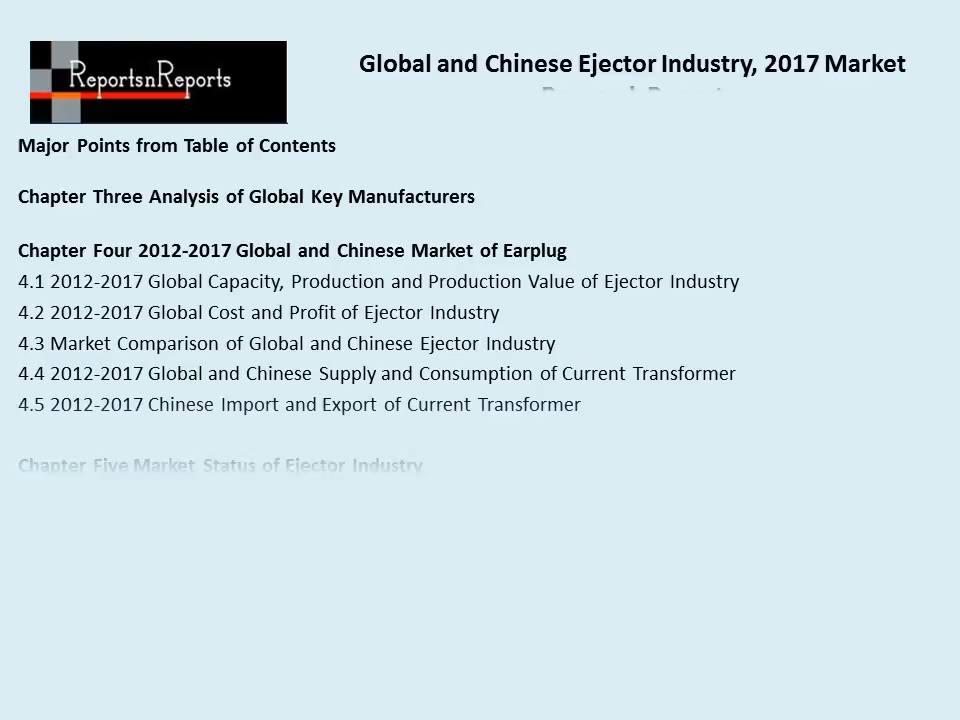 ReportsnReports
Global and Chinese Ejector Industry, 2017 Market
Major Points from Table of Contents
Chapter Three Analysis of Global Key Manufacturers
Chapter Four 2012-2017 Global and Chinese Market of Earplug
4.1 2012-2017 Global Capacity, Production and Production Value of Ejector Industry
4.2 2012-2017 Global Cost and Profit of Ejector Industry
4.3 Market Comparison of Global and Chinese Ejector Industry
4.4 2012-2017 Global and Chinese Supply and Consumption of Current Transformer
4.5 2012-2017 Chinese Import and Export of Current Transformer
Chapter Five Market Status of Ejector Industry